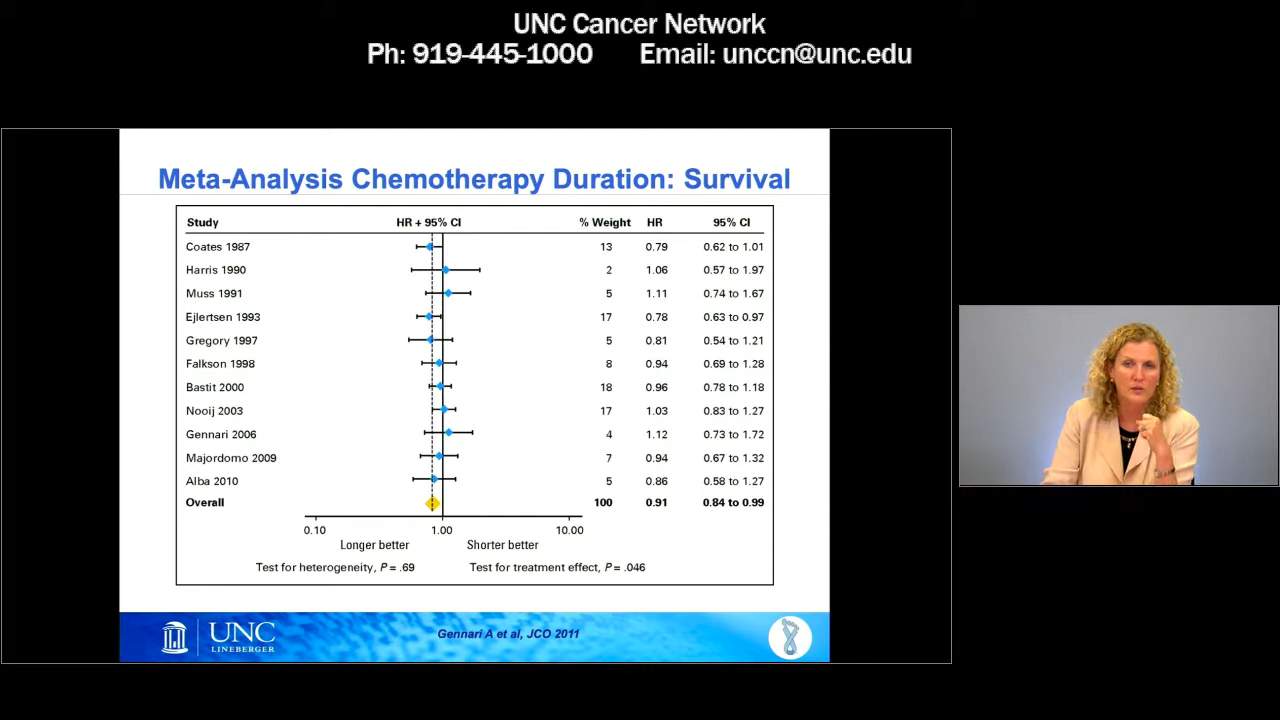 UNC Cancer Network
Ph: 919-445-1000 Email: unccn@unc.edu
Meta-Analysis Chemotherapy Duration: Survival
Study HR + 95% CI % Weight HR 95% CI
Coates 1987 13 0.79 0.62 to 1.01
Harris 1990 2 1.06 0.57 to 1.97
Muss 1991 5 1.11 0.74 to 1.67
Ejlertsen 1993 17 0.78 0.63 to 0.97
Gregory 1997 5 0.81 0.54 to 1.21
Falkson 1998 8 0.94 0.69 to 1.28
Bastit 2000 18 0.96 0.78 to 1.18
Nooij 2003 17 1.03 0.83 to 1.27
Gennari 2006 4 1.12 0.73 to 1.72
Majordomo 2009 7 0.94 0.67 to 1.32
Alba 2010 5 0.86 0.58 to 1.27
Overall 100 0.91 0.84 to 0.99
0.10 1.00 10.00
Longer better Shorter better
Test for heterogeneity, P = .69 Test for treatment effect, P = .046
UNC
LINEBERGER
Gennari A et al, JCO 2011